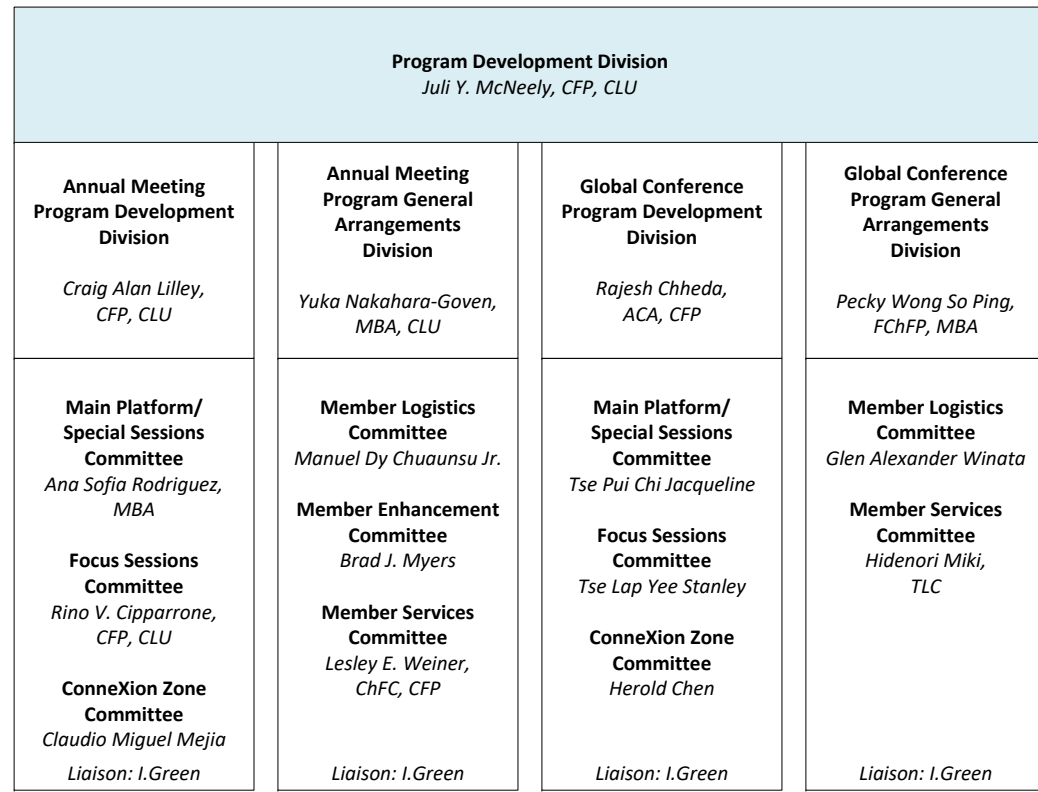 Program Development Division
Juli Y. McNeely, CFP, CLU
Annual Meeting
Program Development
Division
Craig Alan Lilley,
CFP, CLU
Main Platform/
Special Sessions
Committee
Ana Sofia Rodriguez,
MBA
Focus Sessions
Committee
Rino V. Cipparrone,
CFP, CLU
ConneXion Zone
Committee
Claudio Miguel Mejia
Liaison: I.Green
Annual Meeting
Program General
Arrangements
Division
Yuka Nakahara-Goven,
MBA, CLU
Member Logistics
Committee
Manuel Dy Chuaunsu Jr.
Member Enhancement
Committee
Brad J. Myers
Member Services
Committee
Lesley E. Weiner,
ChFC, CFP
Liaison: I.Green
Global Conference
Program Development
Division
Rajesh Chheda,
ACA, CFP
Main Platform/
Special Sessions
Committee
Tse Pui Chi Jacqueline
Focus Sessions
Committee
Tse Lap Yee Stanley
ConneXion Zone
Committee
Herold Chen
Liaison: I.Green
Global Conference
Program General
Arrangements
Division
Pecky Wong So Ping,
FChFP, MBA
Member Logistics
Committee
Glen Alexander Winata
Member Services
Committee
Hidenori Miki,
TLC
Liaison: I.Green